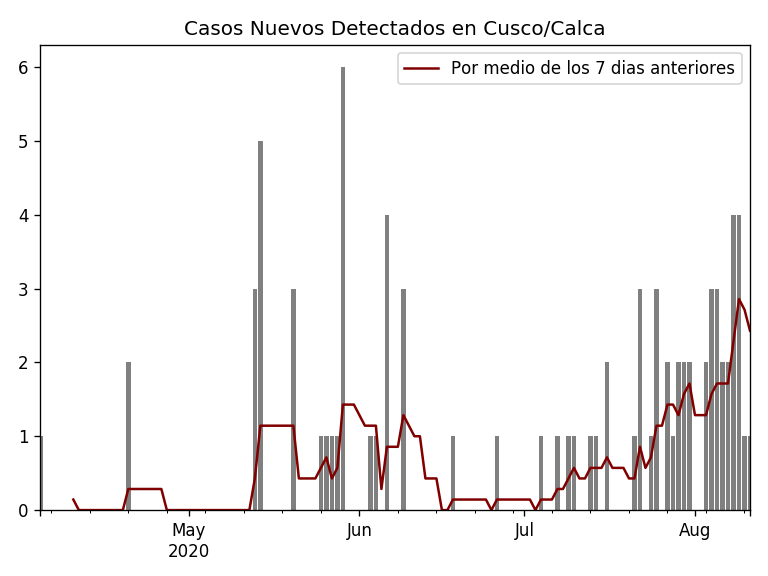 Casos Nuevos Detectados en Cusco/Calca
Por medio de los 7 dias anteriores
6
5
4
3
2
1
0
May
2020
Jun
Jul
Aug